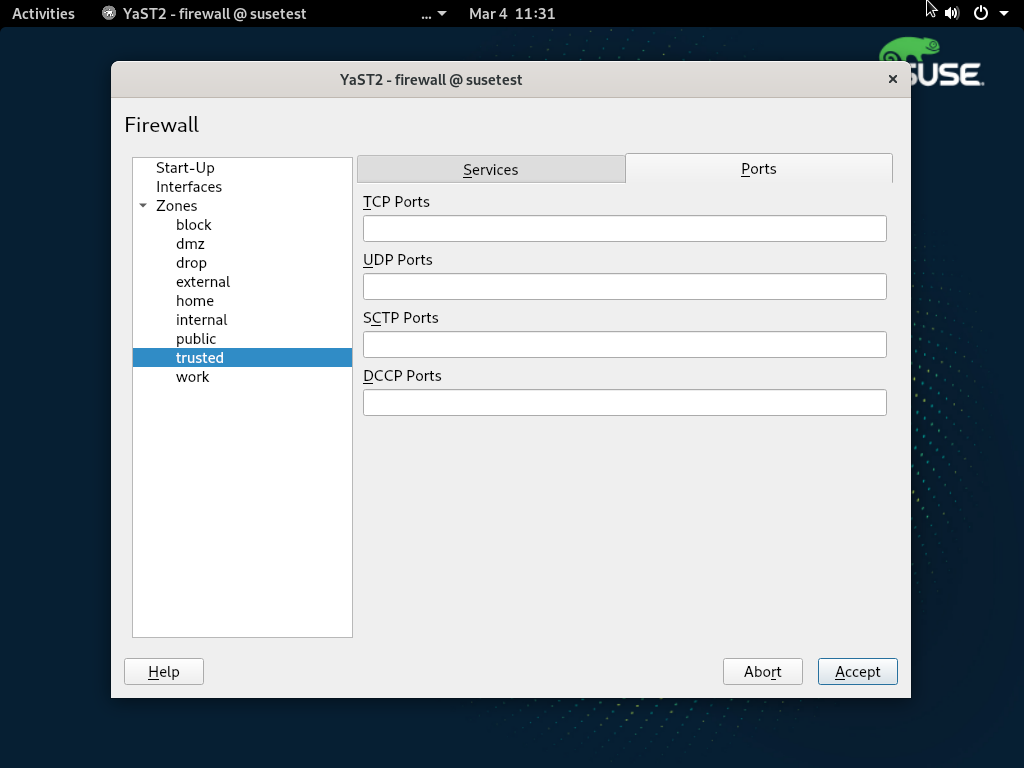 Activities YaST2 - firewall @ susetest ... Mar 4 11:31
SUSE.
YaST2 - firewall @ susetest ×
Firewall
Start-Up
Interfaces
Zones
block
dmz
drop
external
home
internal
public
trusted
work
Services Ports
TCP Ports
UDP Ports
SCTP Ports
DCCP Ports
Help Abort Accept